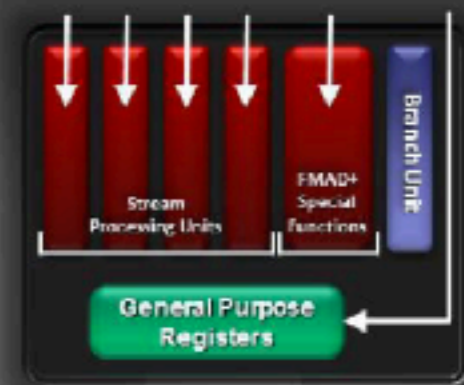 Stream
Processing Units
FMAD+
Special
Functions
Branch Unit
General Purpose
Registers